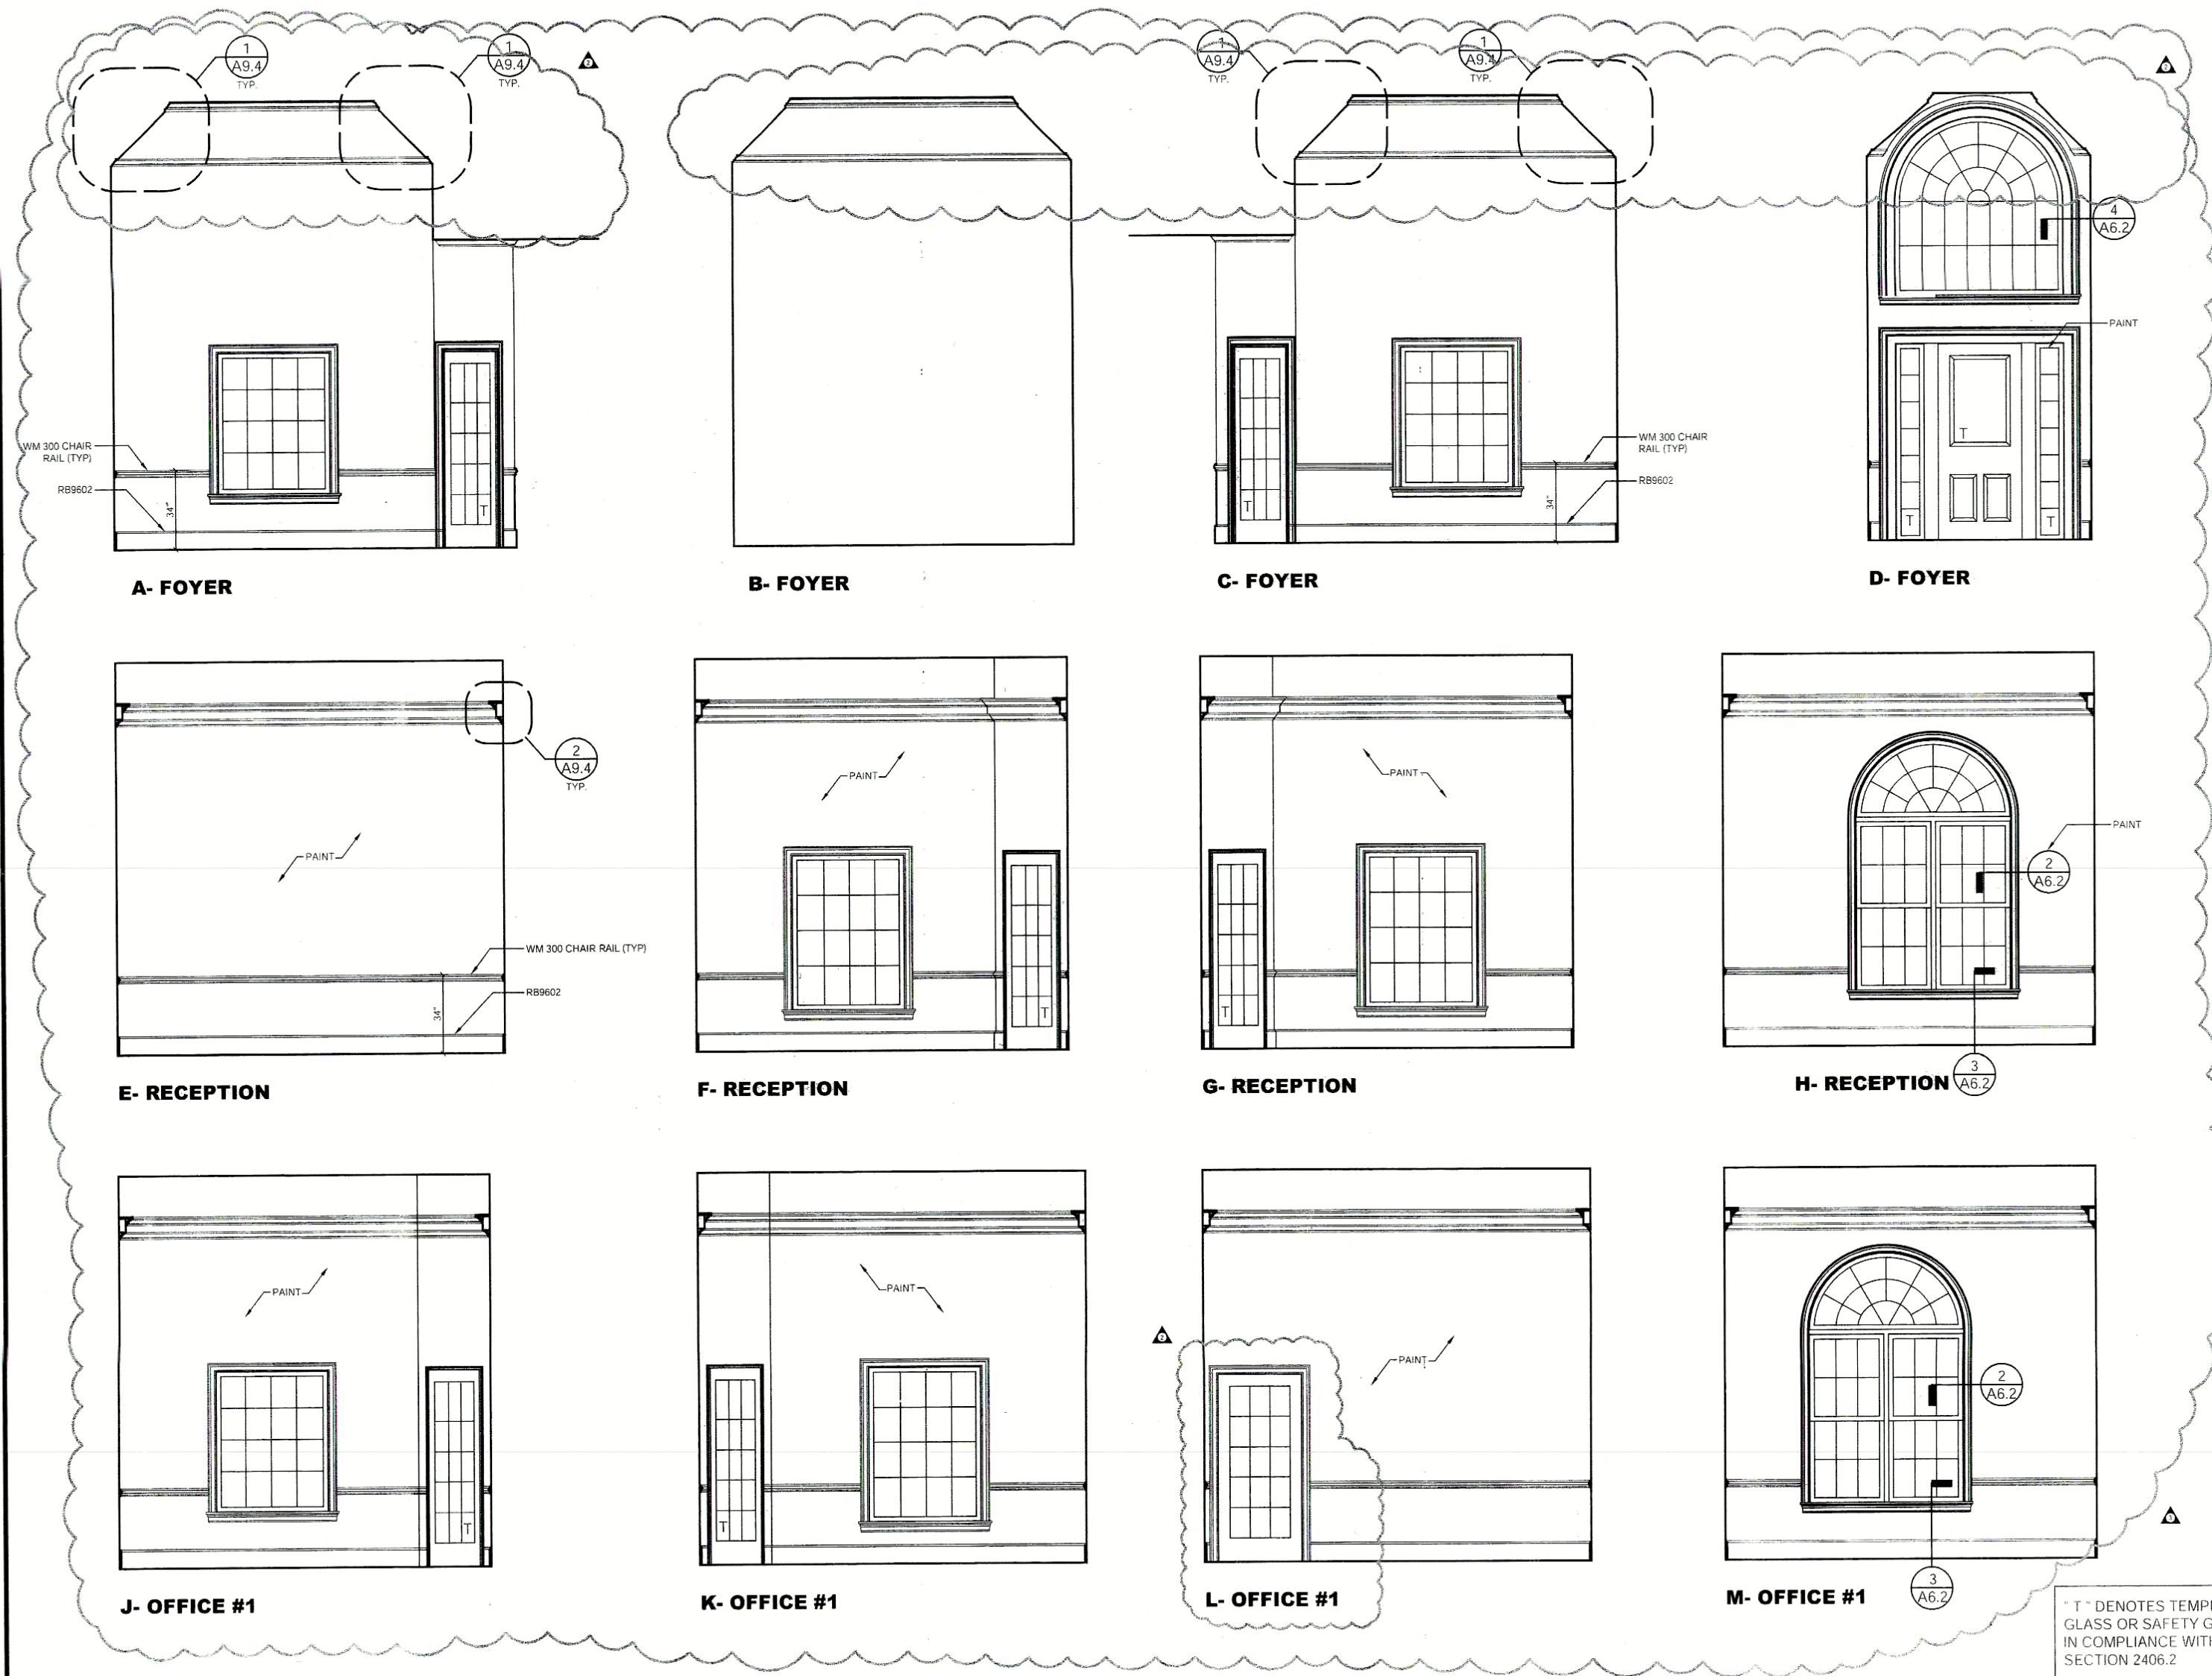 1
A9.4
TYP.
1
A9.4
TYP.
2
1
A9.4
TYP.
1
A9.4
TYP.
4
A6.2
PAINT
WM 300 CHAIR
RAIL (TYP)
RB9602
34"
T
T
WM 300 CHAIR
RAIL (TYP)
RB9602
34"
T
T
T
A- FOYER
B- FOYER
C- FOYER
D- FOYER
2
A9.4
TYP.
PAINT
PAINT
PAINT
PAINT
2
A6.2
WM 300 CHAIR RAIL (TYP)
RB9602
34"
T
T
3
A6.2
E- RECEPTION
F- RECEPTION
G- RECEPTION
H- RECEPTION
PAINT
PAINT
PAINT
2
A6.2
T
T
3
A6.2
J- OFFICE #1
K- OFFICE #1
L- OFFICE #1
M- OFFICE #1
" T " DENOTES
GLASS OR SAFETY
IN COMPLIANCE
SECTION 2406.2